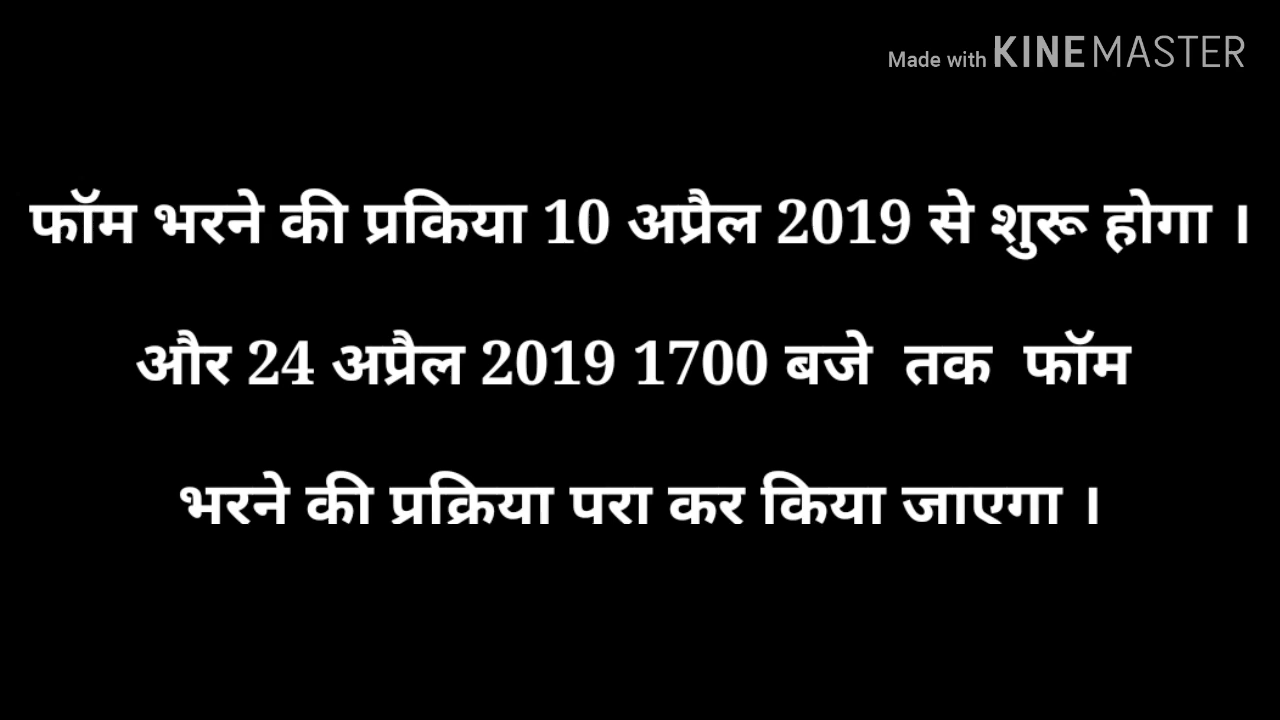 Made with KINEMASTER
फॉम भरने की प्रकिया 10 अप्रैल 2019 से शुरू होगा ।
और 24 अप्रैल 2019 1700 बजे तक फॉम
भरने की प्रक्रिया परा कर किया जाएगा ।